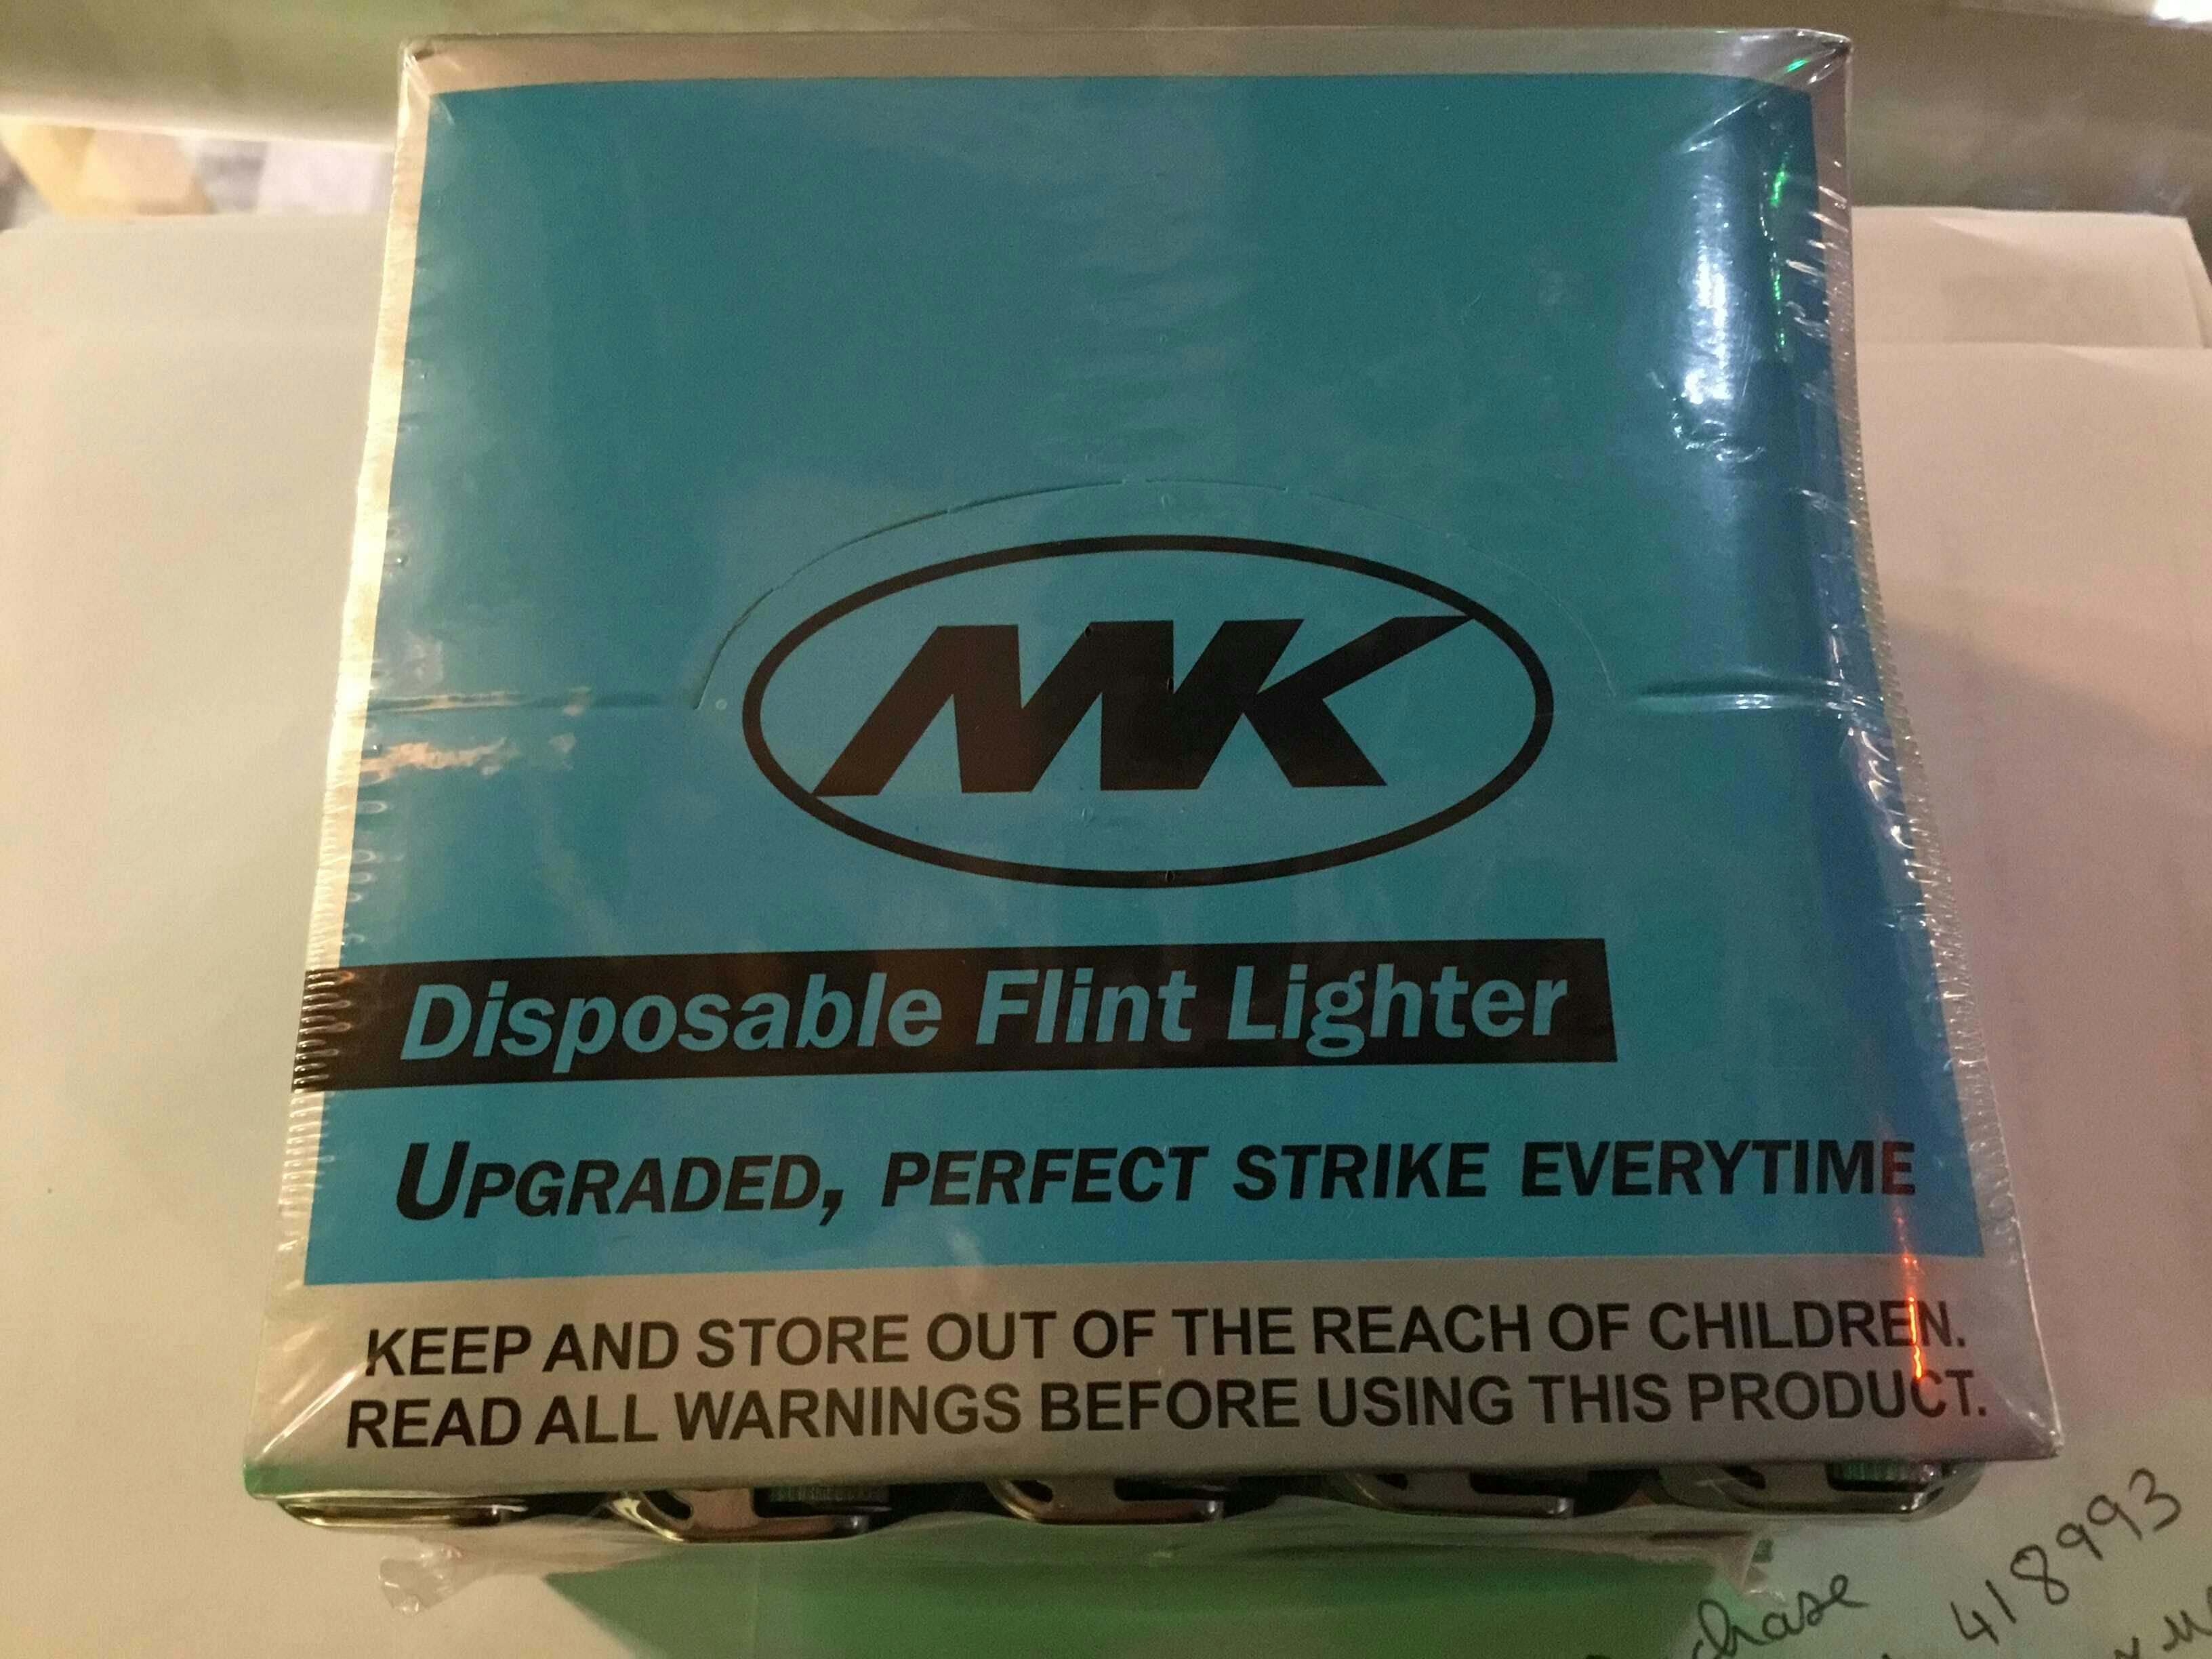 MK
Disposable Flint Lighter
UPGRADED, PERFECT STRIKE EVERYTIME
KEEP AND STORE OUT OF THE REACH OF CHILDREN.
READ ALL WARNINGS BEFORE USING THIS PRODUCT.
418993